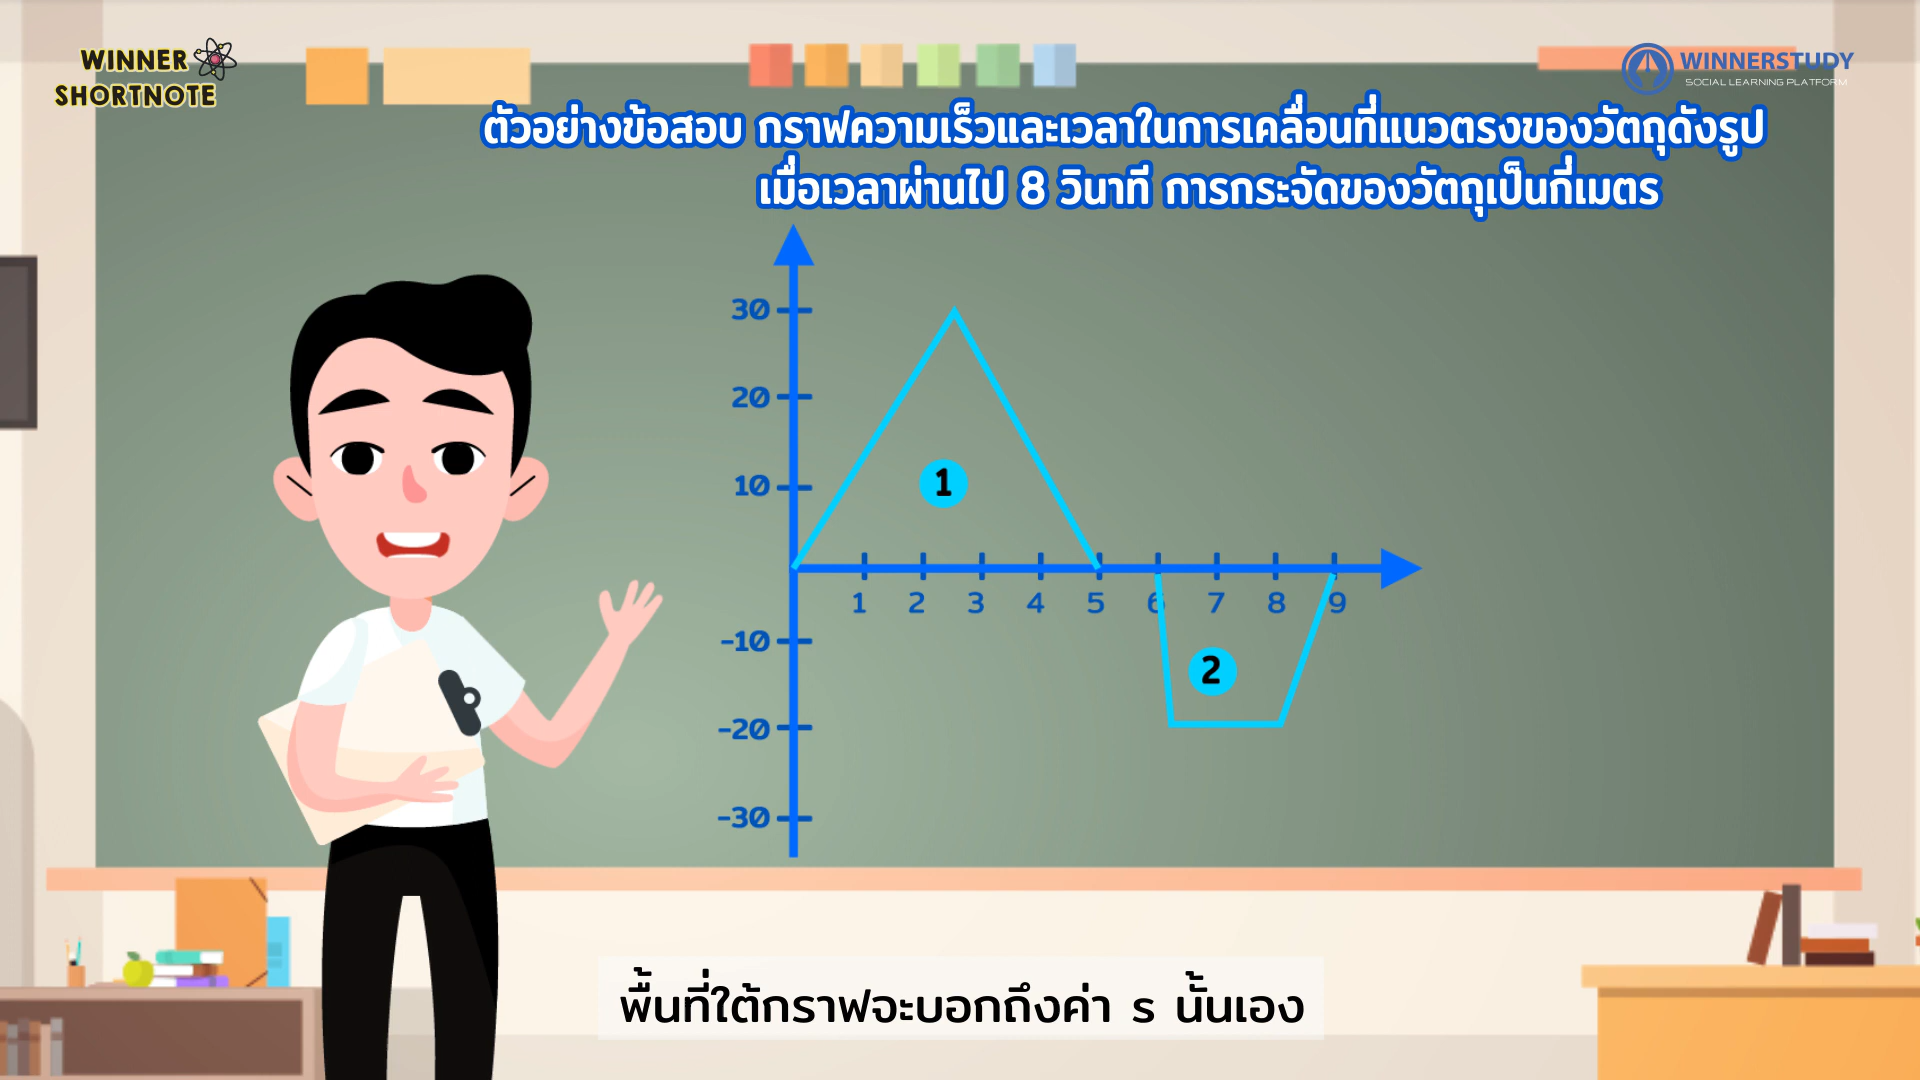 WINNER
SHORTNOTE
WINNERSTUDY
SOCIAL LEARNING PLATFORM
ตัวอย่างข้อสอบ กราฟความเร็วและเวลาในการเคลื่อนที่แนวตรงของวัตถุดังรูป
เมื่อเวลาผ่านไป 8 วินาที การกระจัดของวัตถุเป็นกี่เมตร
30
20
10
1
1 2 3 4 5 6 7 8 9
-10
2
-20
-30
พื้นที่ใต้กราฟจะบอกถึงค่า s นั้นเอง